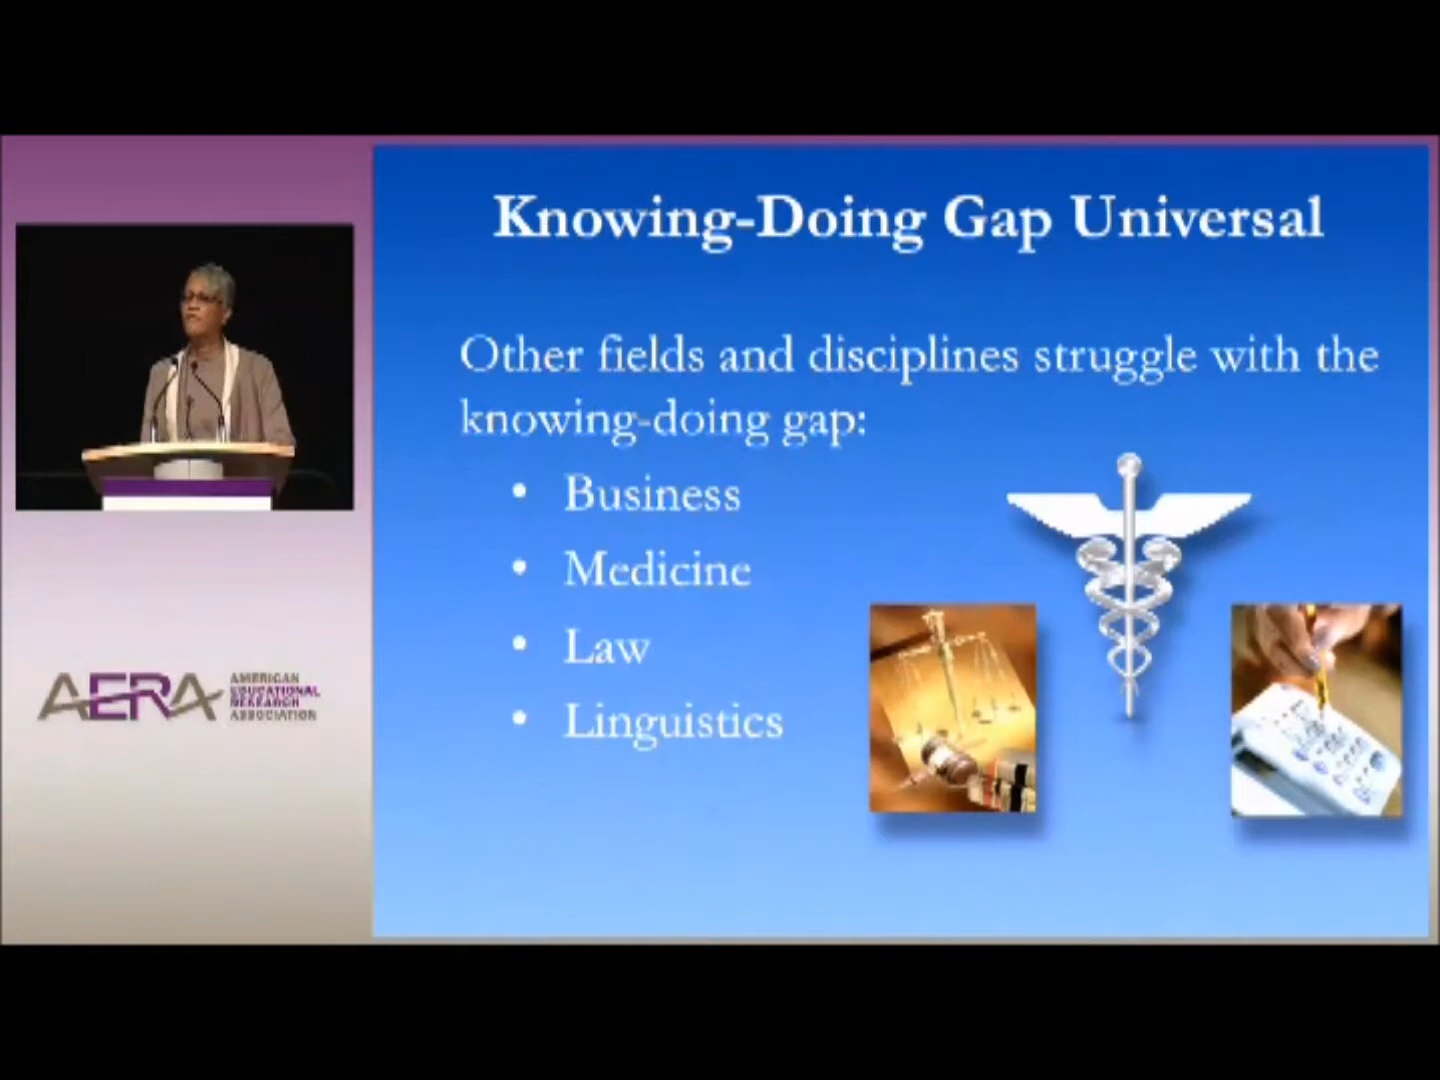 Knowing-Doing Gap Universal
Other fields and disciplines struggle with the
knowing-doing gap:
• Business
• Medicine
• Law
• Linguistics
AERA
AMERICAN
EDUCATIONAL
RESEARCH
ASSOCIATION